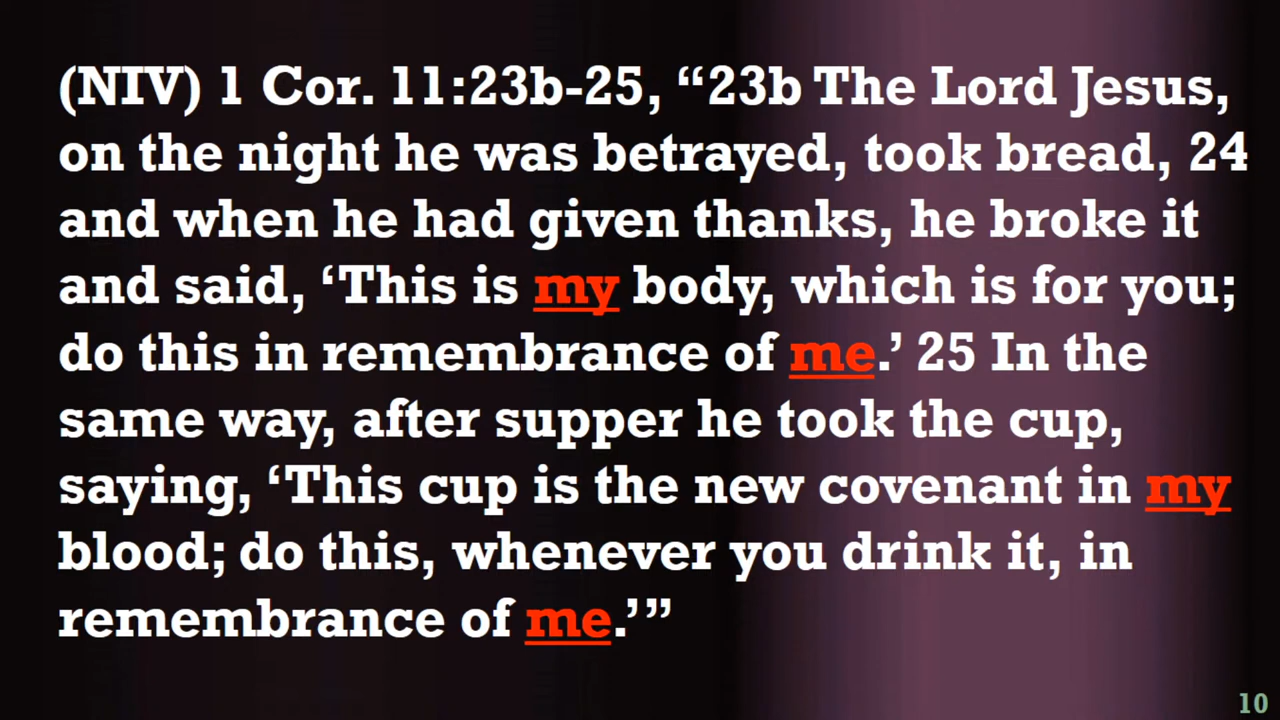 (NIV) 1 Cor. 11:23b-25, “23b The Lord Jesus,
on the night he was betrayed, took bread, 24
and when he had given thanks, he broke it
and said, ‘This is my body, which is for you;
do this in remembrance of me.’ 25 In the
same way, after supper he took the cup,
saying, ‘This cup is the new covenant in my
blood; do this, whenever you drink it, in
remembrance of me.’”
10